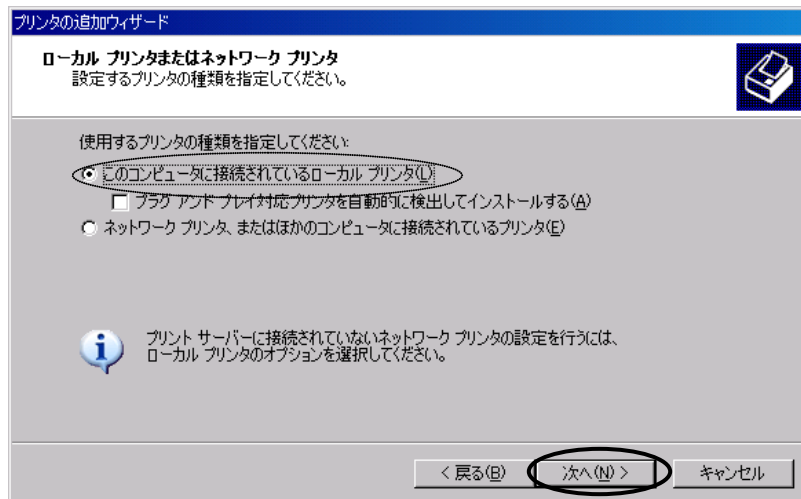 プリンタの追加ウィザード
ローカル プリンタまたはネットワーク プリンタ
設定するプリンタの種類を指定してください。
使用するプリンタの種類を指定してください:
このコンピュータに接続されているローカル プリンタ(L)
プラグ アンド プレイ対応プリンタを自動的に検出してインストールする(A)
ネットワーク プリンタ、またはほかのコンピュータに接続されているプリンタ(E)
プリント サーバーに接続されていないネットワーク プリンタの設定を行うには、
ローカル プリンタのオプションを選択してください。
< 戻る(B) 次へ(N) > キャンセル